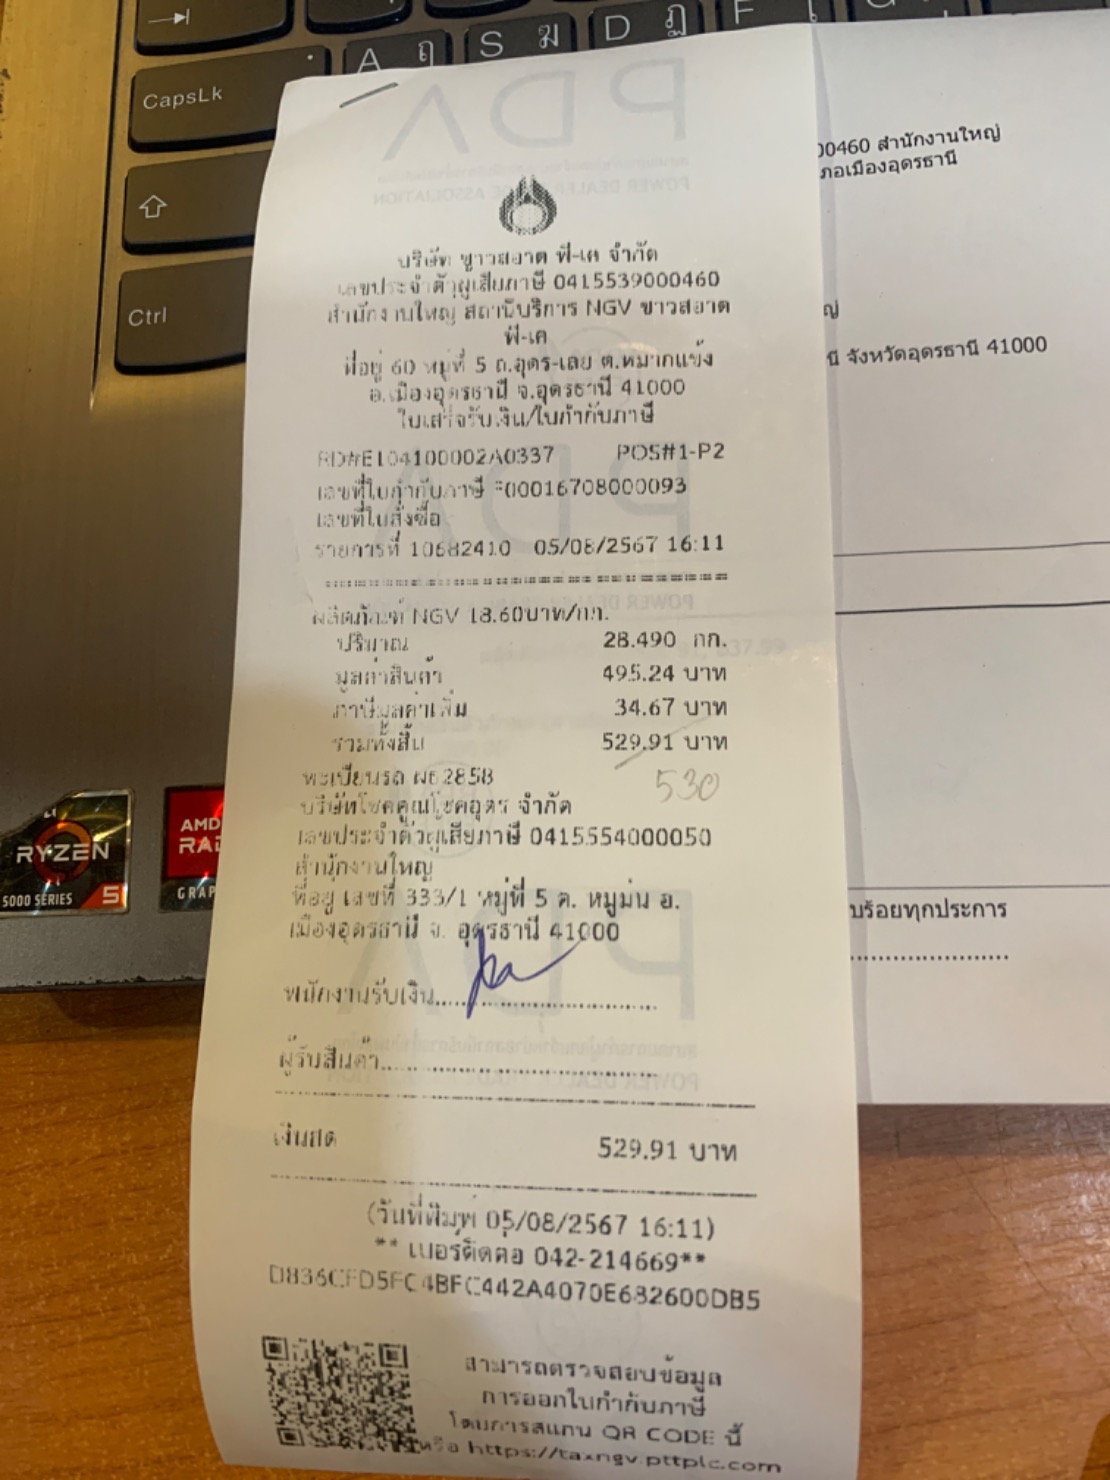 A ฤ S ฆ D ฏ F
CapsLk
Ctrl
00460 สำนักงานใหญ่
ภอเมืองอุดรธานี
บริษัท ขาวสอาด พี-เค จำกัด
เลขประจำตัวผู้เสียภาษี 0415539000460
สำนักงานใหญ่ สถานีบริการ NGV ขาวสอาด
พี-เค
ที่อยู่ 60 หมู่ที่ 5 ถ.อุดร-เลย ต.หมากแข้ง
อ.เมืองอุดรธานี จ.อุดรธานี 41000
นี จังหวัดอุดรธานี 41000
ใบเสร็จรับเงิน/ใบกำกับภาษี
RD#E104100002A0337 POS#1-P2
เลขที่ใบกำกับภาษี 00016708000093
เลขที่ใบสั่งซื้อ
รายการที่ 10682410 05/08/2567 16:11
ผลิตภัณฑ์ NGV 18.60บาท/กก.
ปริมาณ 28.490 กก.
มูลค่าสินค้า 495.24 บาท
ภาษีมูลค่าเพิ่ม 34.67 บาท
รวมทั้งสิ้น 529.91 บาท
530
ทะเบียนรถ 2858
บริษัทโชคคูณโชคอุดร จำกัด
เลขประจำตัวผู้เสียภาษี 0415554000050
สำนักงานใหญ่
ที่อยู่ เลขที่ 333/1 หมู่ที่ 5 ต. หมูม่น อ.
เมืองอุดรธานี จ. อุดรธานี 41000
บร้อยทุกประการ
พนักงานรับเงิน
ผู้รับสินค้า
เงินสด 529.91 บาท
(วันที่พิมพ์ 05/08/2567 16:11)
** เบอร์ติดต่อ 042-214669**
D836CFD5FC4BFC442A4070E682600DB5
สามารถตรวจสอบข้อมูล
การออกใบกำกับภาษี
โดยการสแกน QR CODE นี้
หรือ https://taxngv.pttplc.com
RYZEN
5000 SERIES 5
AMD
RA
GRAP